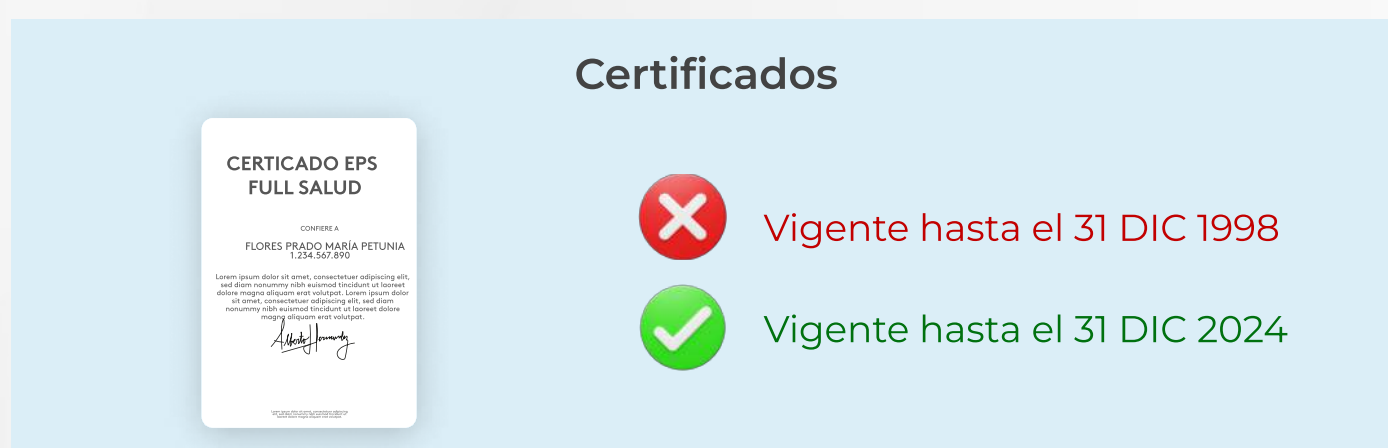 Certificados
CERTICADO EPS
FULL SALUD
CONFIERE A
FLORES PRADO MARÍA PETUNIA
1.234.567.890
Lorem ipsum dolor sit amet, consectetuer adipiscing elit,
sed diam nonummy nibh euismod tincidunt ut laoreet
dolore magna aliquam erat volutpat. Lorem ipsum dolor
sit amet, consectetuer adipiscing elit, sed diam
nonummy nibh euismod tincidunt ut laoreet dolore
magna aliquam erat volutpat.
Vigente hasta el 31 DIC 1998
Vigente hasta el 31 DIC 2024